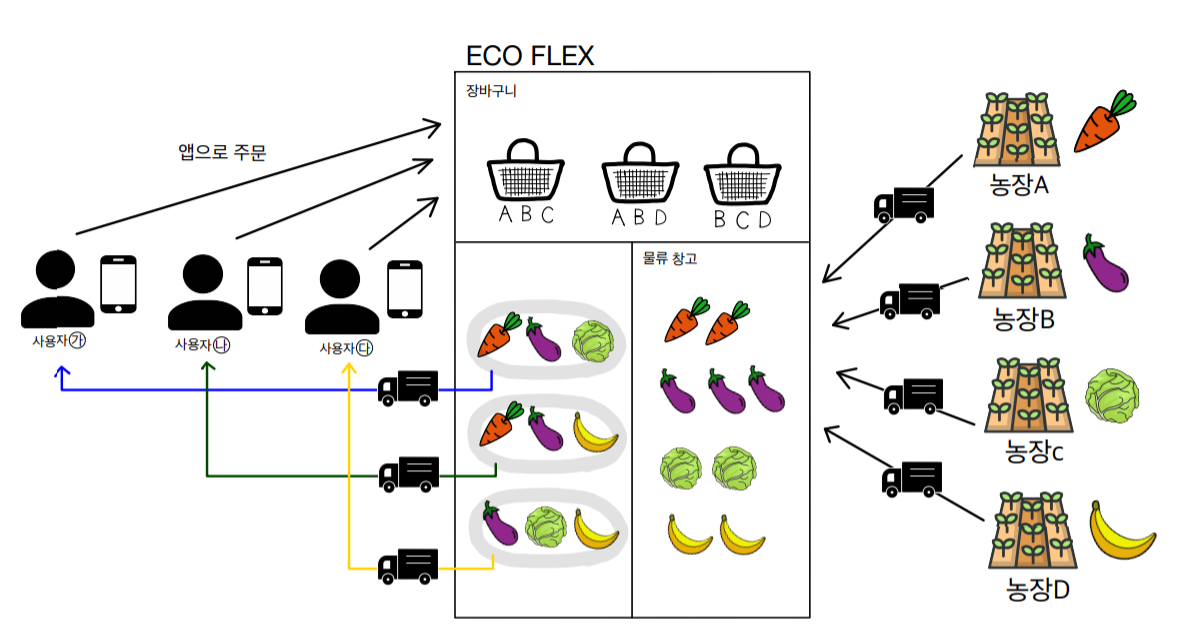 ECO FLEX
장바구니
앱으로 주문
A B C
A B D
B C D
사용자㉮
사용자㉯
사용자㉰
물류 창고
농장A
농장B
농장c
농장D